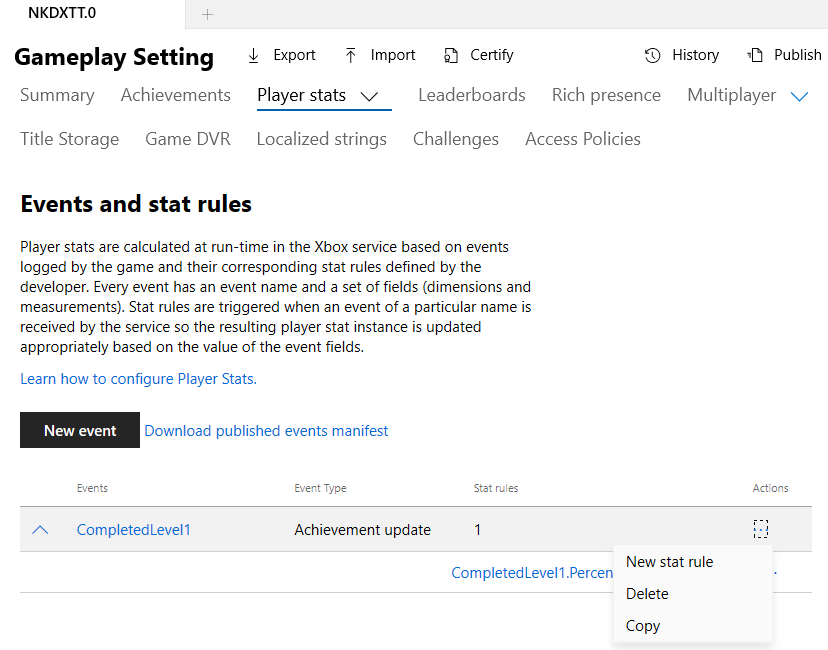 NKDXTT.0
Gameplay Setting
Export
Import
Certify
History
Publish
Summary
Achievements
Player stats
Leaderboards
Rich presence
Multiplayer
Title Storage
Game DVR
Localized strings
Challenges
Access Policies
Events and stat rules
Player stats are calculated at run-time in the Xbox service based on events
logged by the game and their corresponding stat rules defined by the
developer. Every event has an event name and a set of fields (dimensions and
measurements). Stat rules are triggered when an event of a particular name is
received by the service so the resulting player stat instance is updated
appropriately based on the value of the event fields.
Learn how to configure Player Stats.
New event
Download published events manifest
Events
Event Type
Stat rules
Actions
CompletedLevel1
Achievement update
1
CompletedLevel1.Percen
New stat rule
Delete
Copy